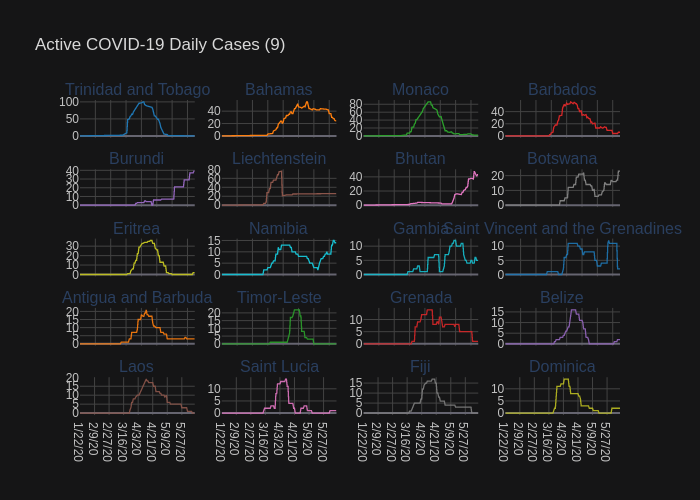 Active COVID-19 Daily Cases (9)
Trinidad and Tobago Bahamas Monaco Barbados
100 50 0
40 20 0
80 60 40 20 0
40 20 0
Burundi Liechtenstein Bhutan Botswana
40 30 20 10 0
80 60 40 20 0
40 20 0
20 10 0
Eritrea Namibia Gambia Saint Vincent and the Grenadines
30 20 10 0
15 10 5 0
10 5 0
10 5 0
Antigua and Barbuda Timor-Leste Grenada Belize
20 15 10 5 0
20 10 0
10 5 0
15 10 5 0
Laos Saint Lucia Fiji Dominica
20 15 10 5 0
10 5 0
15 10 5 0
10 5 0
1/22/20 2/9/20 2/27/20 3/16/20 4/3/20 4/21/20 5/9/20 5/27/20
1/22/20 2/9/20 2/27/20 3/16/20 4/3/20 4/21/20 5/9/20 5/27/20
1/22/20 2/9/20 2/27/20 3/16/20 4/3/20 4/21/20 5/9/20 5/27/20
1/22/20 2/9/20 2/27/20 3/16/20 4/3/20 4/21/20 5/9/20 5/27/20